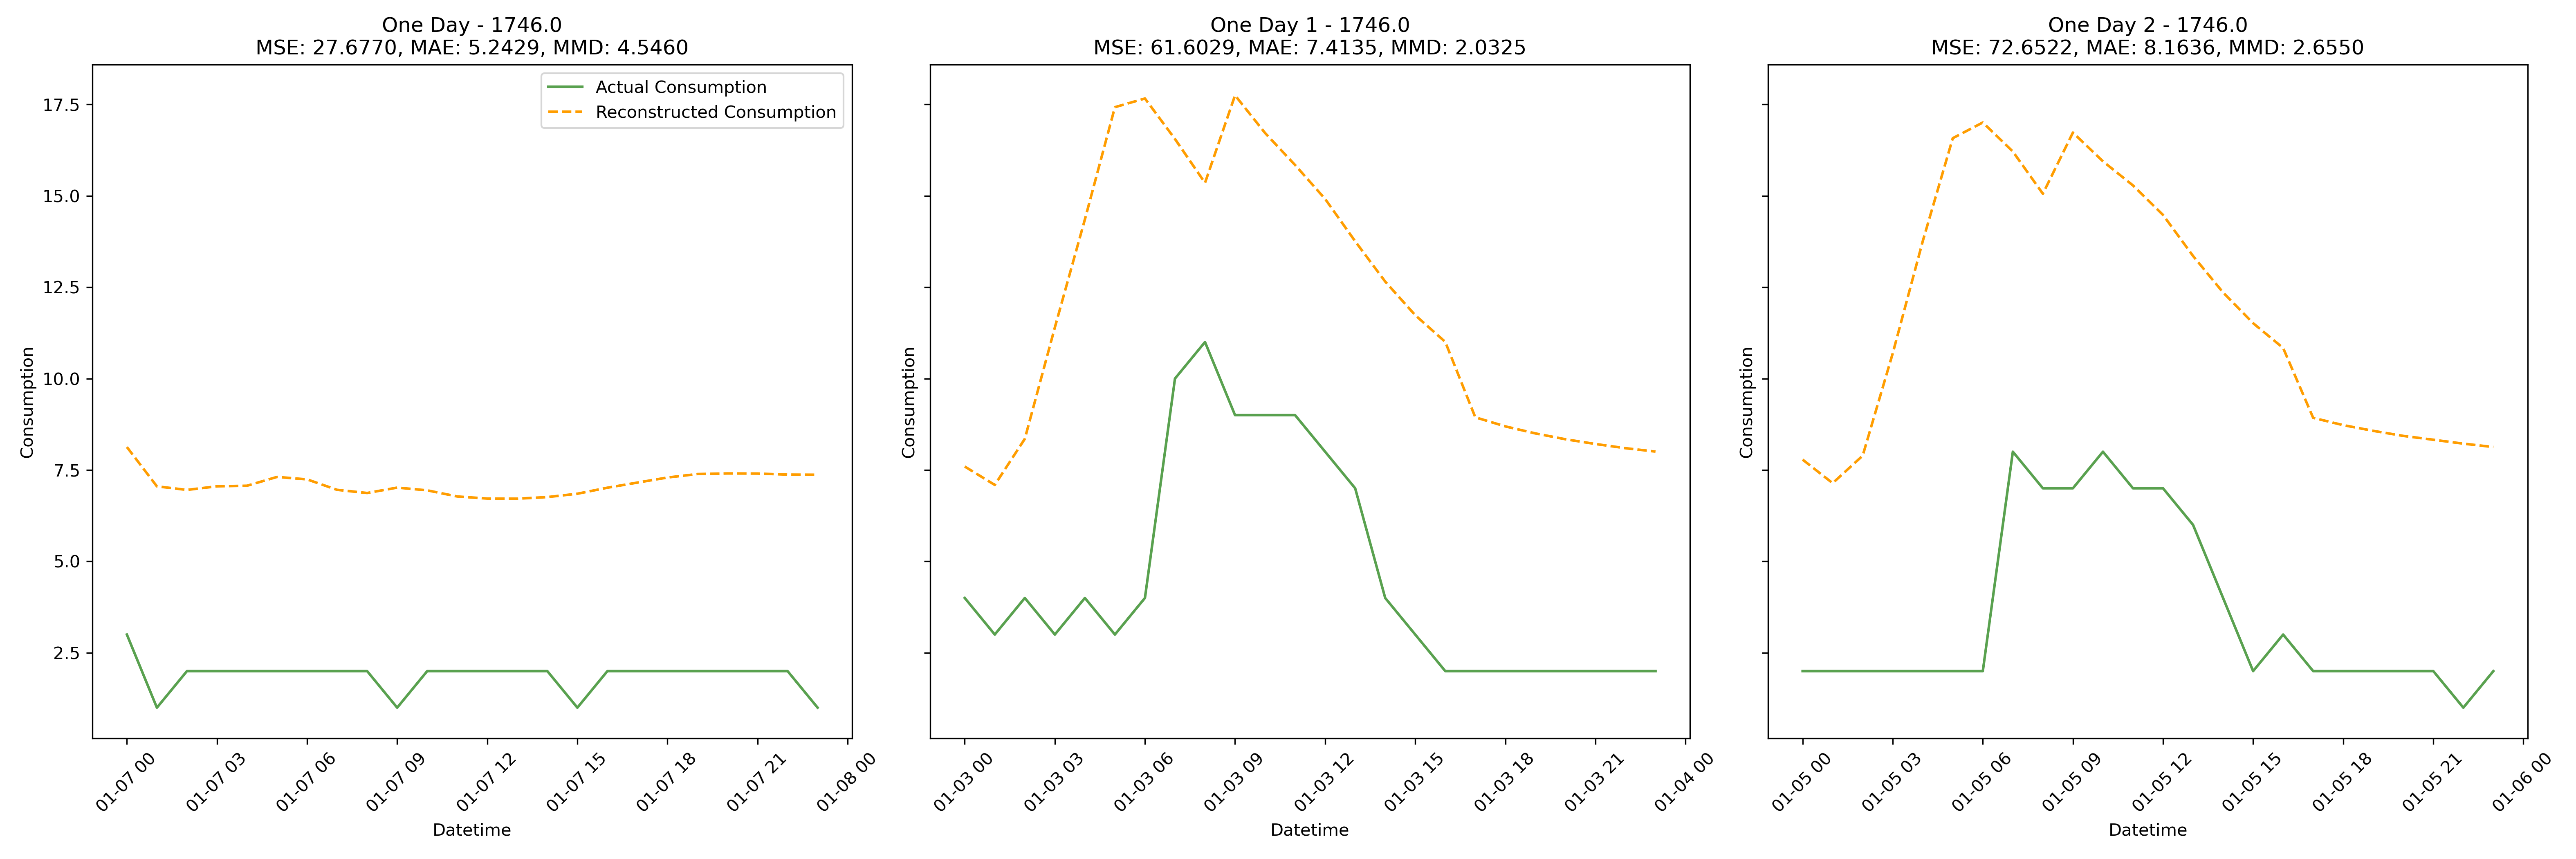 One Day - 1746.0
MSE: 27.6770, MAE: 5.2429, MMD: 4.5460
Actual Consumption
Reconstructed Consumption
17.5
15.0
12.5
10.0
7.5
5.0
2.5
Consumption
01-07 00
01-07 03
01-07 06
01-07 09
01-07 12
01-07 15
01-07 18
01-07 21
01-08 00
Datetime
One Day 1 - 1746.0
MSE: 61.6029, MAE: 7.4135, MMD: 2.0325
Consumption
01-03 00
01-03 03
01-03 06
01-03 09
01-03 12
01-03 15
01-03 18
01-03 21
01-04 00
Datetime
One Day 2 - 1746.0
MSE: 72.6522, MAE: 8.1636, MMD: 2.6550
Consumption
01-05 00
01-05 03
01-05 06
01-05 09
01-05 12
01-05 15
01-05 18
01-05 21
01-06 00
Datetime